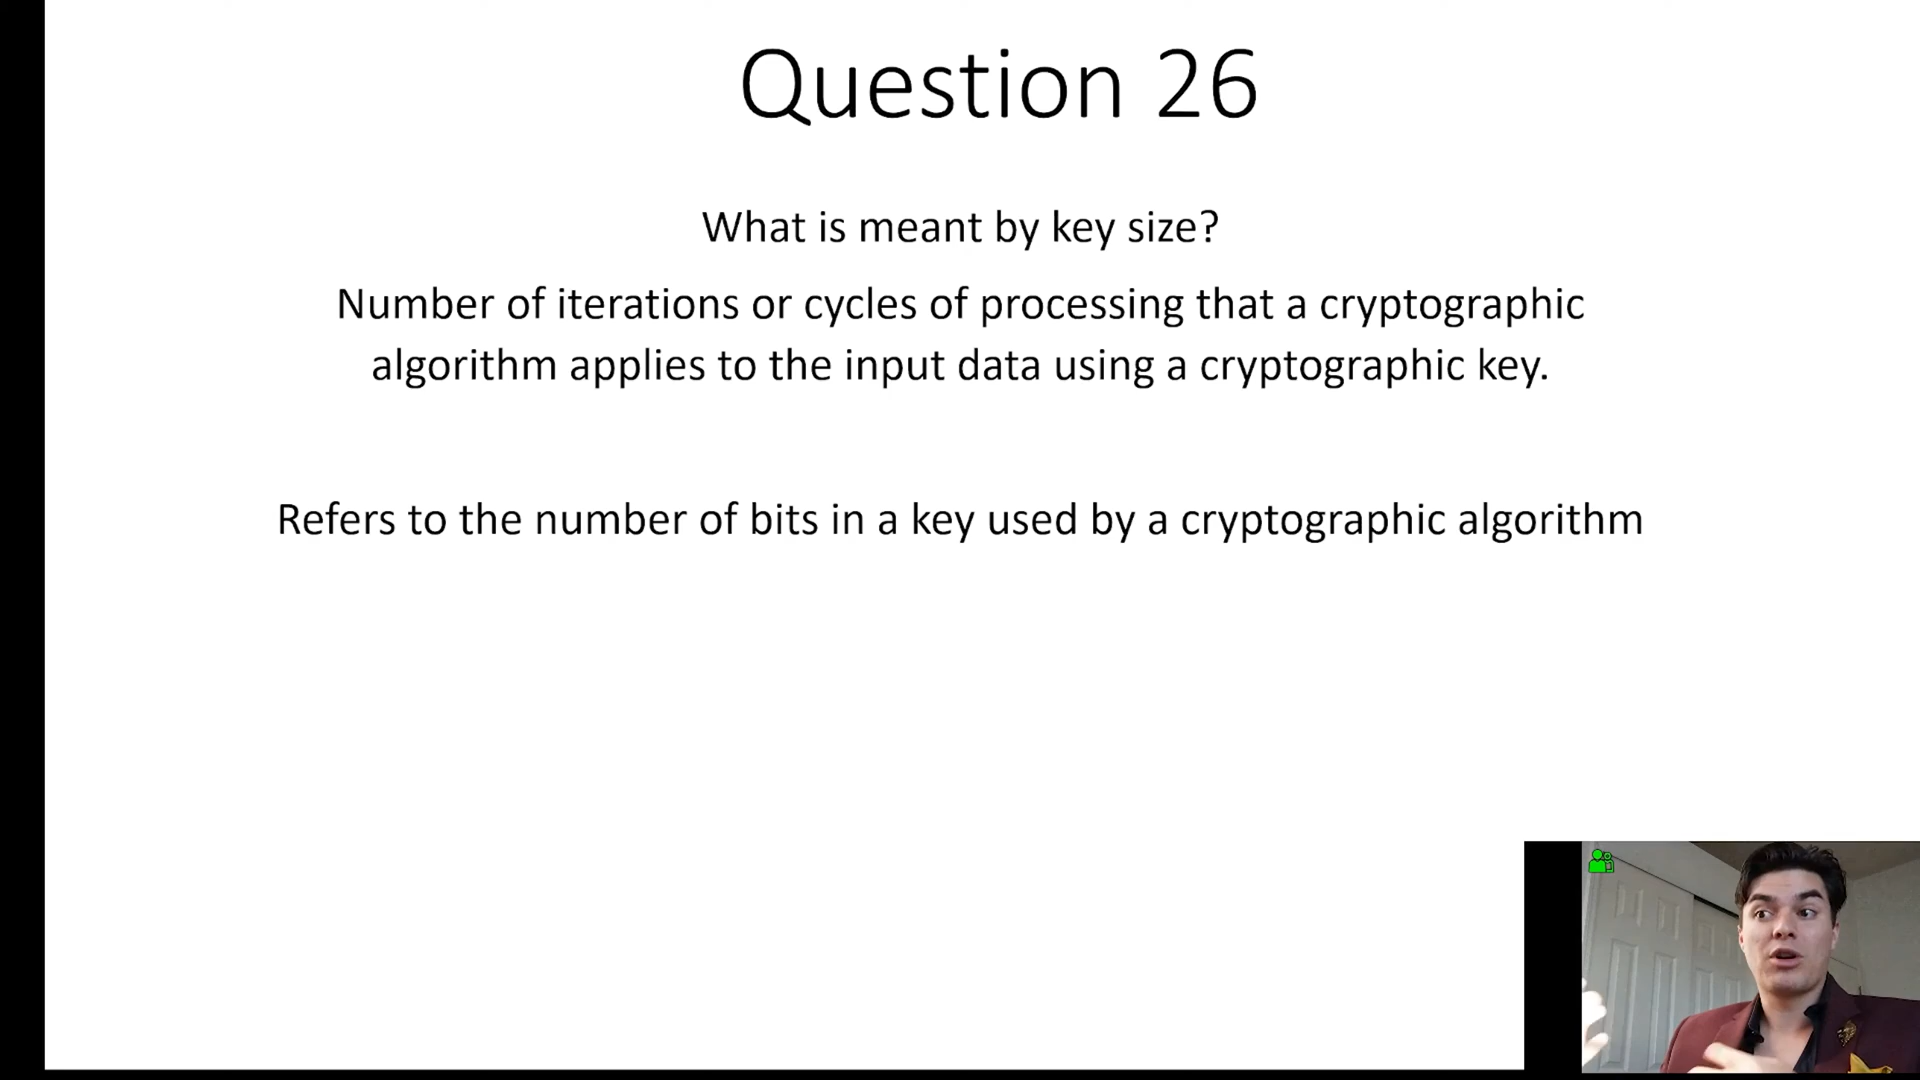 Question 26
What is meant by key size?
Number of iterations or cycles of processing that a cryptographic
algorithm applies to the input data using a cryptographic key.
Refers to the number of bits in a key used by a cryptographic algorithm